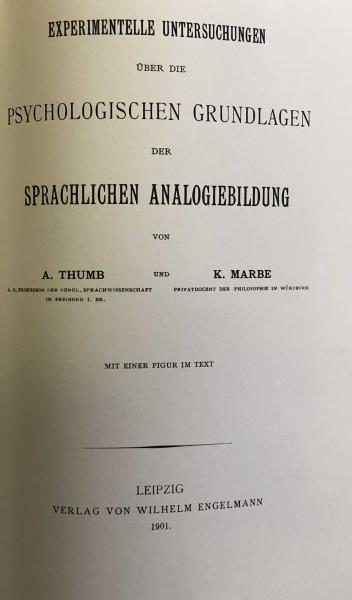 EXPERIMENTELLE UNTERSUCHUNGEN
ÜBER DIE
PSYCHOLOGISCHEN GRUNDLAGEN
DER
SPRACHLICHEN ANALOGIEBILDUNG
VON
A. THUMB UND K. MARBE
A. O. PROFESSOR DER VERGL. SPRACHWISSENSCHAFT PRIVATDOCENT DER PHILOSOPHIE IN WÜRZBURG
IN FREIBURG I. BR.
MIT EINER FIGUR IM TEXT
LEIPZIG
VERLAG VON WILHELM ENGELMANN
1901.